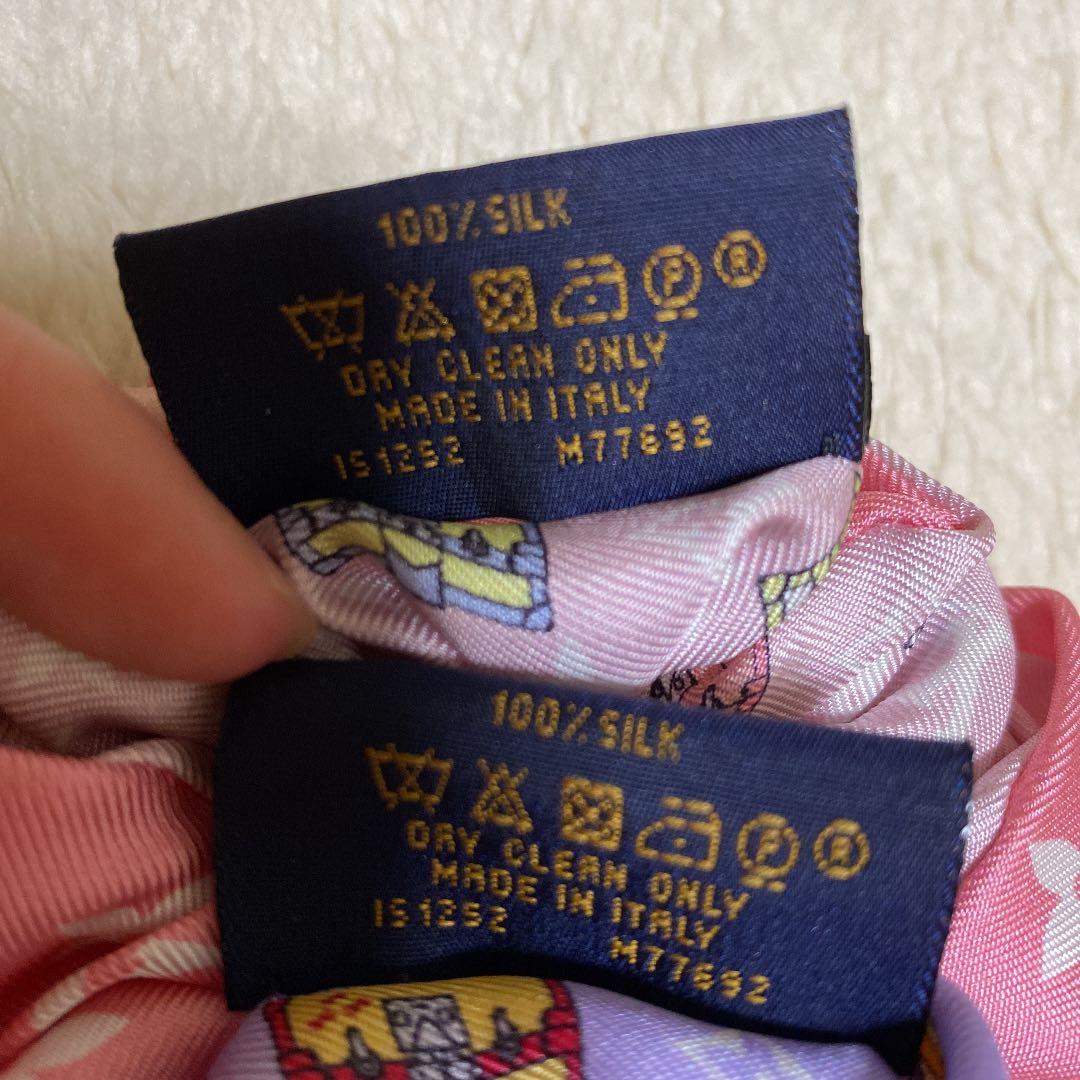 100% SILK
P R
DRY CLEAN ONLY
MADE IN ITALY
IS1252 M77692
100% SILK
P R
DRY CLEAN ONLY
MADE IN ITALY
IS1252 M77692